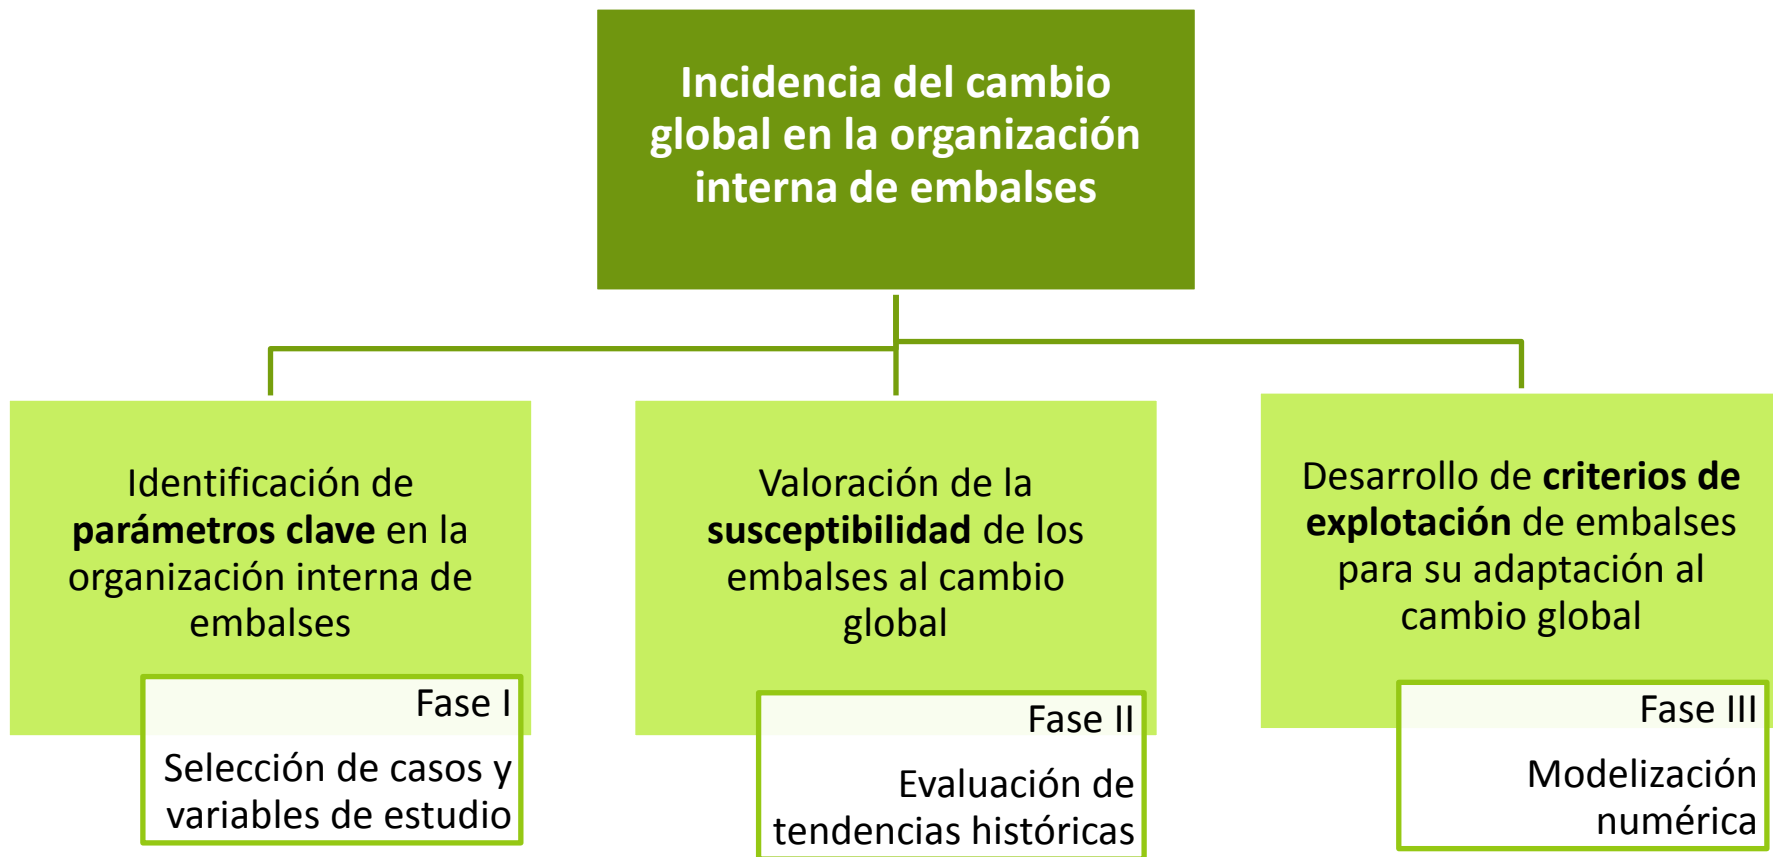 Incidencia del cambio
global en la organización
interna de embalses
Identificación de
parámetros clave en la
organización interna de
embalses
Fase I
Selección de casos y
variables de estudio
Valoración de la
susceptibilidad de los
embalses al cambio
global
Fase II
Evaluación de
tendencias históricas
Desarrollo de criterios de
explotación de embalses
para su adaptación al
cambio global
Fase III
Modelización
numérica